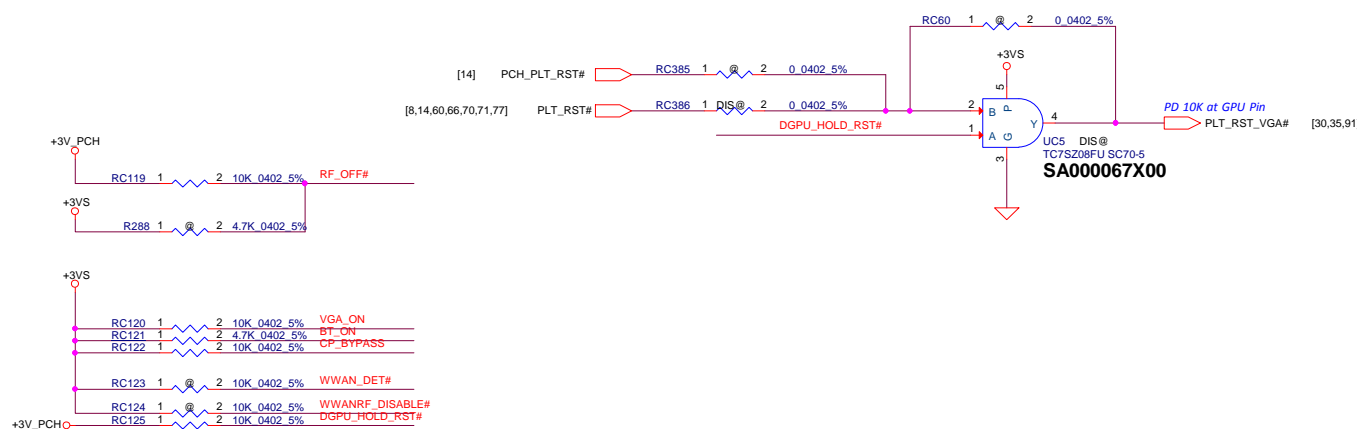 RC60 1 @ 2 0_0402_5%
+3VS
[14] PCH_PLT_RST# RC385 1 @ 2 0_0402_5%
5
P
[8,14,60,66,70,71,77] PLT_RST# RC386 1 DIS@ 2 0_0402_5% 2 B
Y 4
PD 10K at GPU Pin
PLT_RST_VGA# [30,35,91
DGPU_HOLD_RST# 1 A
G
3
UC5 DIS@
TC7SZ08FU SC70-5
SA000067X00
+3V_PCH
RC119 1 2 10K_0402_5% RF_OFF#
+3VS
R288 1 @ 2 4.7K_0402_5%
+3VS
RC120 1 2 10K_0402_5% VGA_ON
RC121 1 2 4.7K_0402_5% BT_ON
RC122 1 2 10K_0402_5% CP_BYPASS
RC123 1 @ 2 10K_0402_5% WWAN_DET#
RC124 1 @ 2 10K_0402_5% WWANRF_DISABLE#
+3V_PCH RC125 1 2 10K_0402_5% DGPU_HOLD_RST#